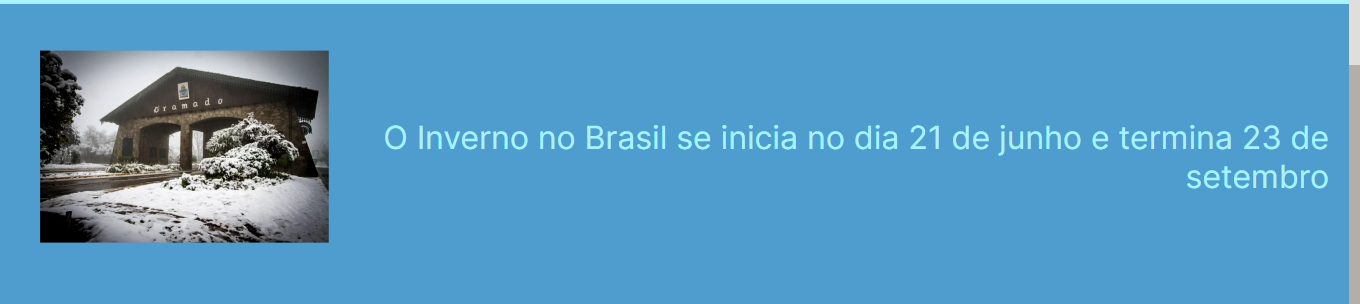 Gramado
O Inverno no Brasil se inicia no dia 21 de junho e termina 23 de
setembro